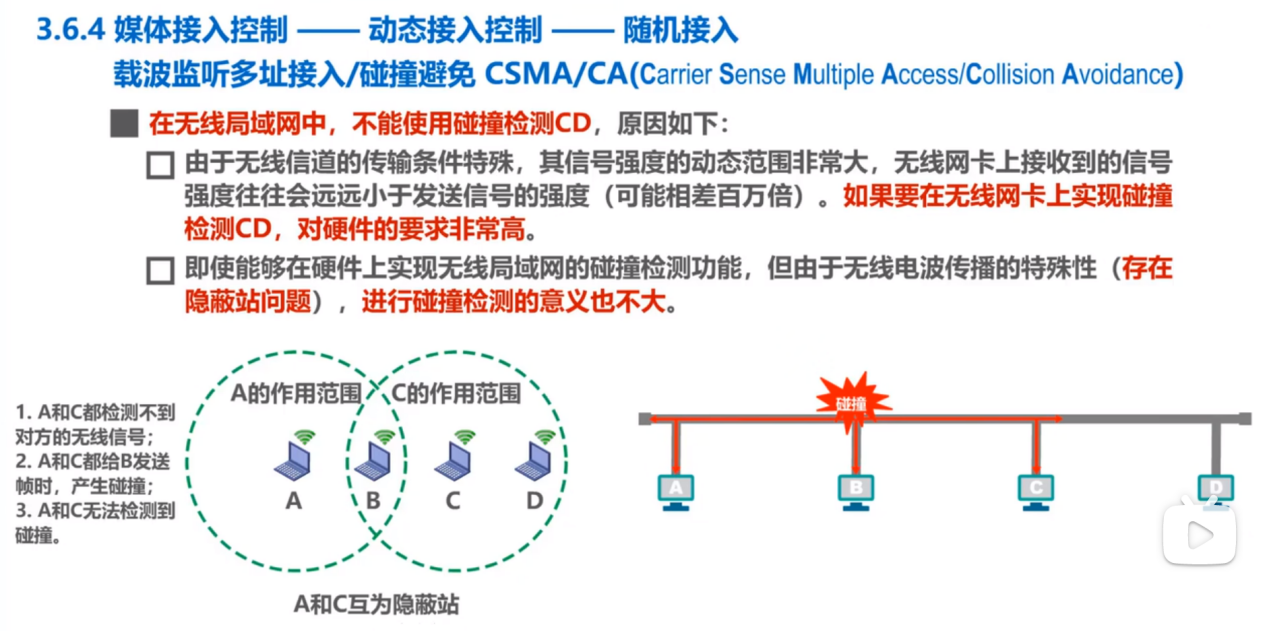 3.6.4 媒体接入控制 —— 动态接入控制 —— 随机接入
载波监听多址接入/碰撞避免 CSMA/CA(Carrier Sense Multiple Access/Collision Avoidance)
在无线局域网中，不能使用碰撞检测CD，原因如下：
由于无线信道的传输条件特殊，其信号强度的动态范围非常大，无线网卡上接收到的信号
强度往往会远远小于发送信号的强度（可能相差百万倍）。如果要在无线网卡上实现碰撞
检测CD，对硬件的要求非常高。
即使能够在硬件上实现无线局域网的碰撞检测功能，但由于无线电波传播的特殊性（存在
隐蔽站问题），进行碰撞检测的意义也不大。
1. A和C都检测不到
对方的无线信号；
2. A和C都给B发送
帧时，产生碰撞；
3. A和C无法检测到
碰撞。
A的作用范围
C的作用范围
A
B
C
D
A和C互为隐蔽站
碰撞
A
B
C
D